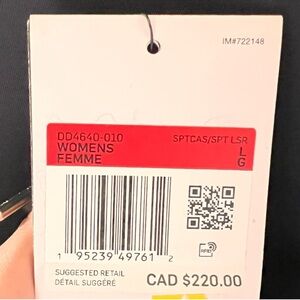 IM#722148
DD4640-010 SPTCAS/SPT LSR
WOMENS L
FEMME G
RFID
1 95239 49761 2
SUGGESTED RETAIL
DÉTAIL SUGGÉRÉ
CAD $220.00